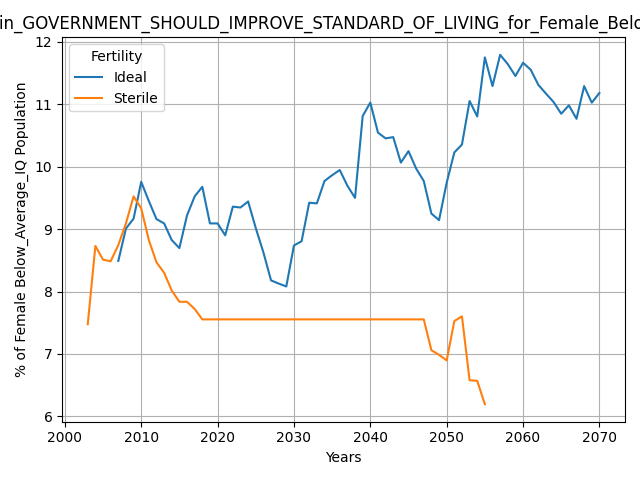 in_GOVERNMENT_SHOULD_IMPROVE_STANDARD_OF_LIVING_for_Female_Belo
Fertility
Ideal
Sterile
% of Female Below_Average_IQ Population
12
11
10
9
8
7
6
2000 2010 2020 2030 2040 2050 2060 2070
Years